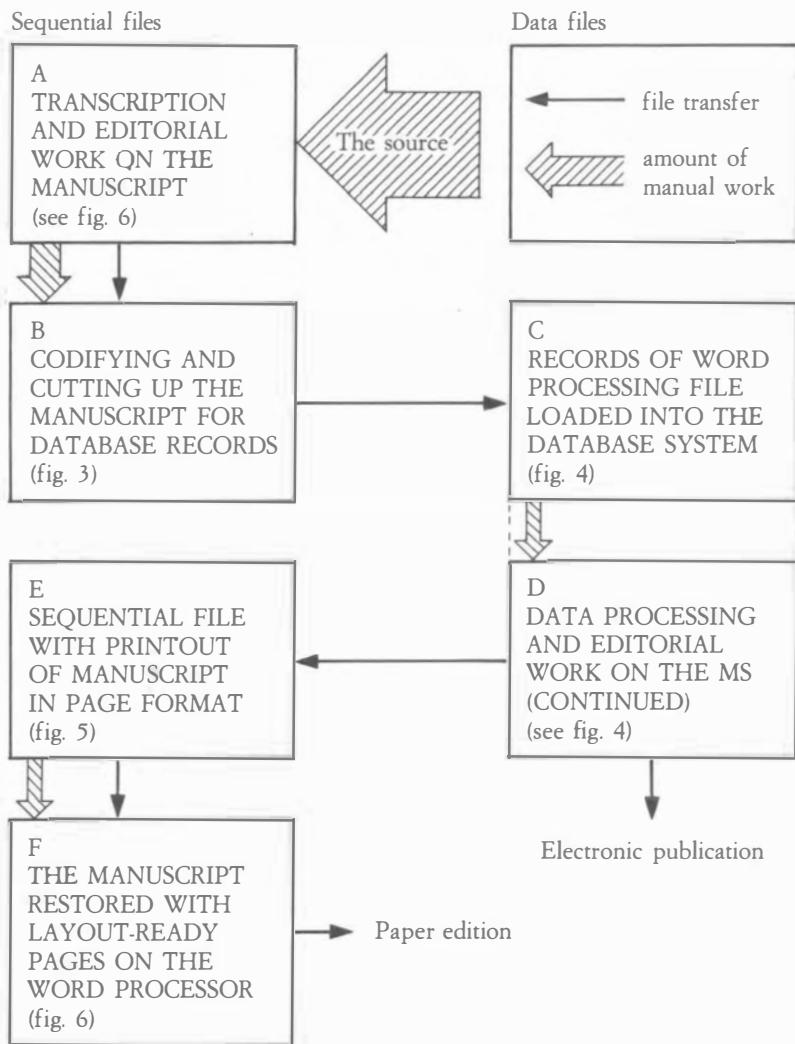 Sequential files
Data files
A
TRANSCRIPTION
AND EDITORIAL
WORK ON THE
MANUSCRIPT
(see fig. 6)
The source
file transfer
amount of
manual work
B
CODIFYING AND
CUTTING UP THE
MANUSCRIPT FOR
DATABASE RECORDS
(fig. 3)
C
RECORDS OF WORD
PROCESSING FILE
LOADED INTO THE
DATABASE SYSTEM
(fig. 4)
E
SEQUENTIAL FILE
WITH PRINTOUT
OF MANUSCRIPT
IN PAGE FORMAT
(fig. 5)
D
DATA PROCESSING
AND EDITORIAL
WORK ON THE MS
(CONTINUED)
(see fig. 4)
F
THE MANUSCRIPT
RESTORED WITH
LAYOUT-READY
PAGES ON THE
WORD PROCESSOR
(fig. 6)
Electronic publication
Paper edition